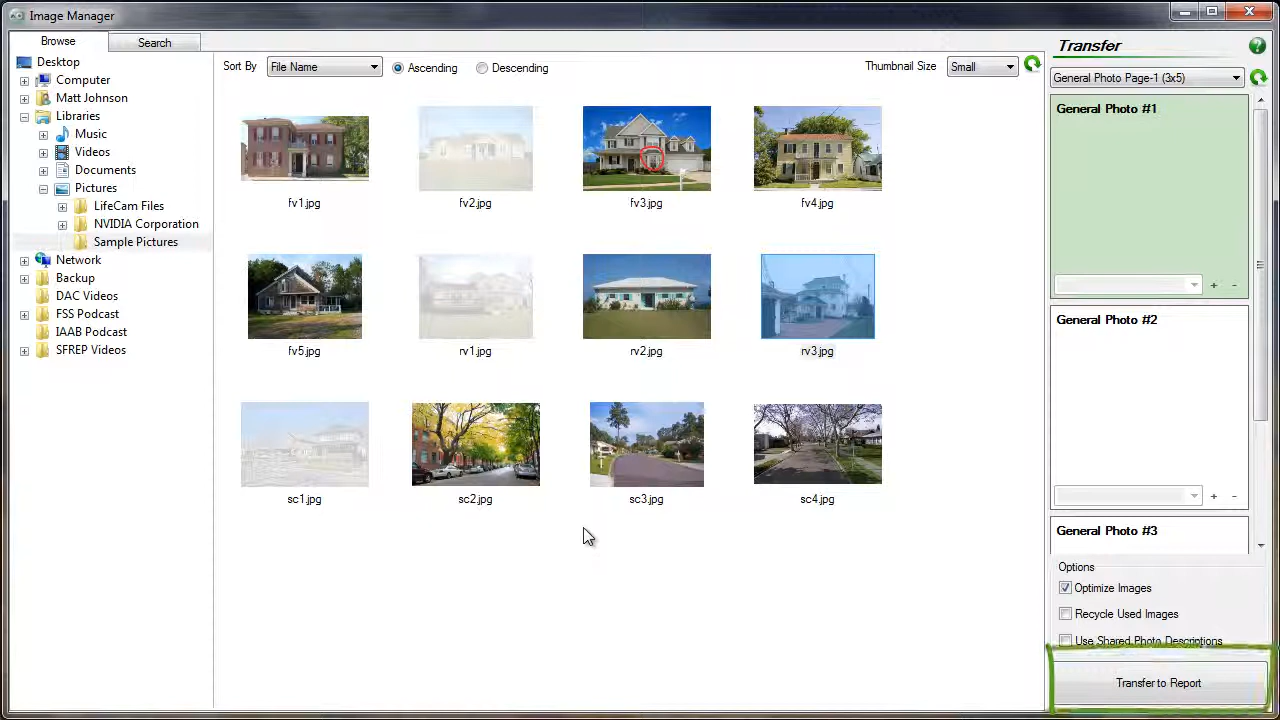 Image Manager
Browse
Search
Desktop
Computer
Matt Johnson
Libraries
Music
Videos
Documents
Pictures
LifeCam Files
NVIDIA Corporation
Sample Pictures
Network
Backup
DAC Videos
FSS Podcast
IAAB Podcast
SFREP Videos
Sort By File Name Ascending Descending Thumbnail Size Small
fv1.jpg fv2.jpg fv3.jpg fv4.jpg
fv5.jpg rv1.jpg rv2.jpg rv3.jpg
sc1.jpg sc2.jpg sc3.jpg sc4.jpg
Transfer ?
General Photo Page-1 (3x5)
General Photo #1
+ -
General Photo #2
+ -
General Photo #3
Options
Optimize Images
Recycle Used Images
Use Shared Photo Descriptions
Transfer to Report